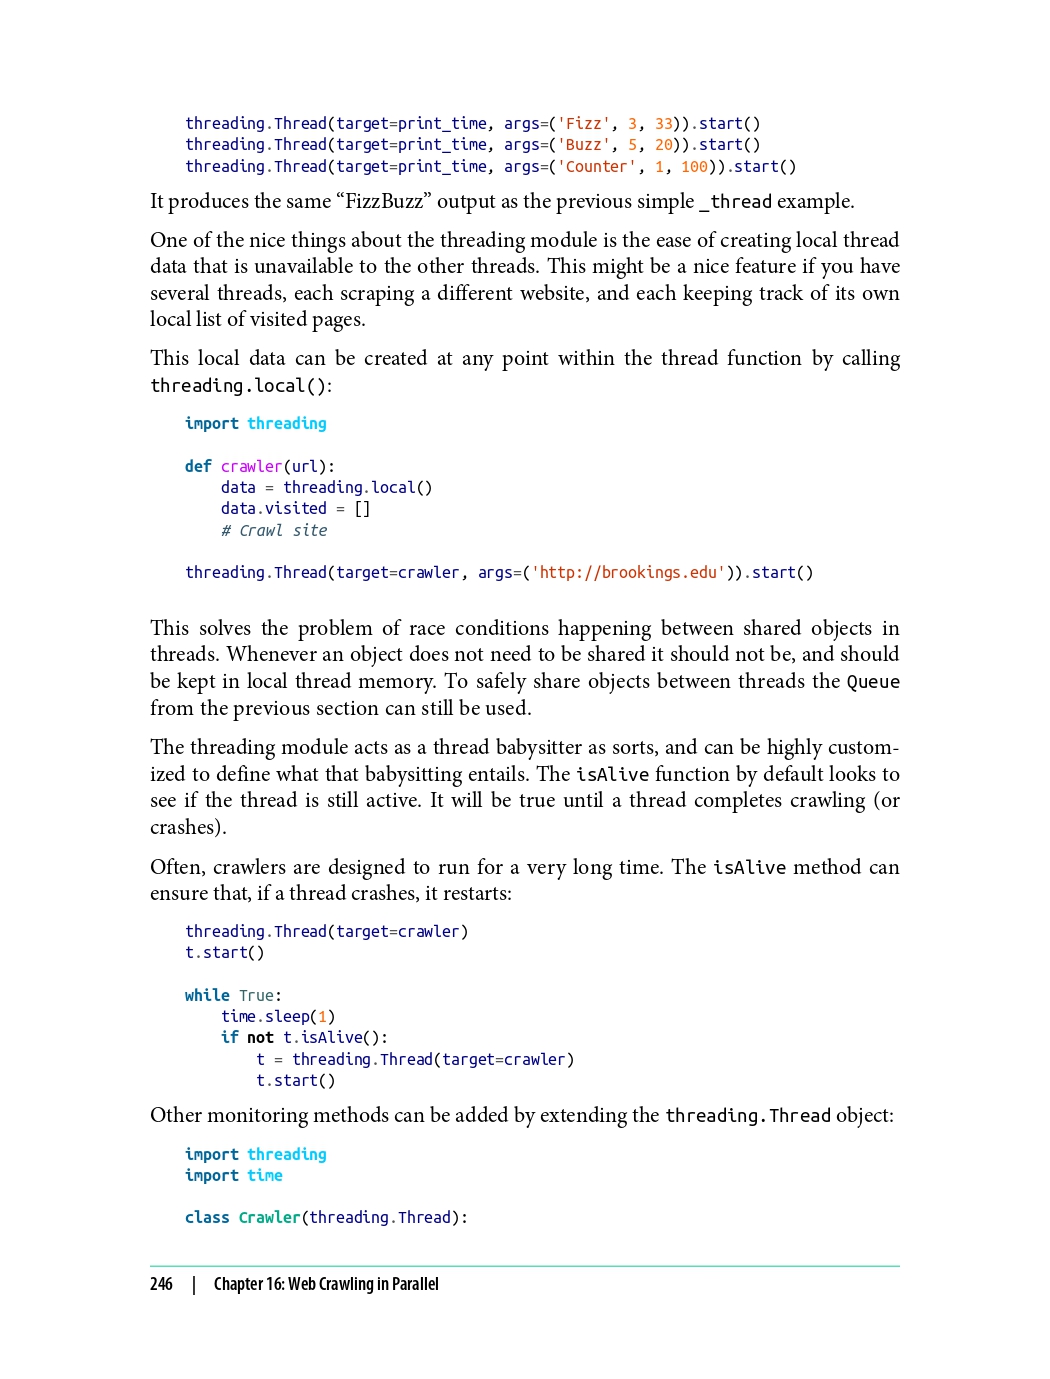 threading.Thread(target=print_time, args=('Fizz', 3, 33)).start()
threading.Thread(target=print_time, args=('Buzz', 5, 20)).start()
threading.Thread(target=print_time, args=('Counter', 1, 100)).start()
It produces the same “FizzBuzz” output as the previous simple _thread example.
One of the nice things about the threading module is the ease of creating local thread
data that is unavailable to the other threads. This might be a nice feature if you have
several threads, each scraping a different website, and each keeping track of its own
local list of visited pages.
This local data can be created at any point within the thread function by calling
threading.local():
import threading
def crawler(url):
    data = threading.local()
    data.visited = []
    # Crawl site
threading.Thread(target=crawler, args=('http://brookings.edu')).start()
This solves the problem of race conditions happening between shared objects in
threads. Whenever an object does not need to be shared it should not be, and should
be kept in local thread memory. To safely share objects between threads the Queue
from the previous section can still be used.
The threading module acts as a thread babysitter as sorts, and can be highly custom-
ized to define what that babysitting entails. The isAlive function by default looks to
see if the thread is still active. It will be true until a thread completes crawling (or
crashes).
Often, crawlers are designed to run for a very long time. The isAlive method can
ensure that, if a thread crashes, it restarts:
threading.Thread(target=crawler)
t.start()
while True:
    time.sleep(1)
    if not t.isAlive():
        t = threading.Thread(target=crawler)
        t.start()
Other monitoring methods can be added by extending the threading.Thread object:
import threading
import time
class Crawler(threading.Thread):
246 | Chapter 16: Web Crawling in Parallel